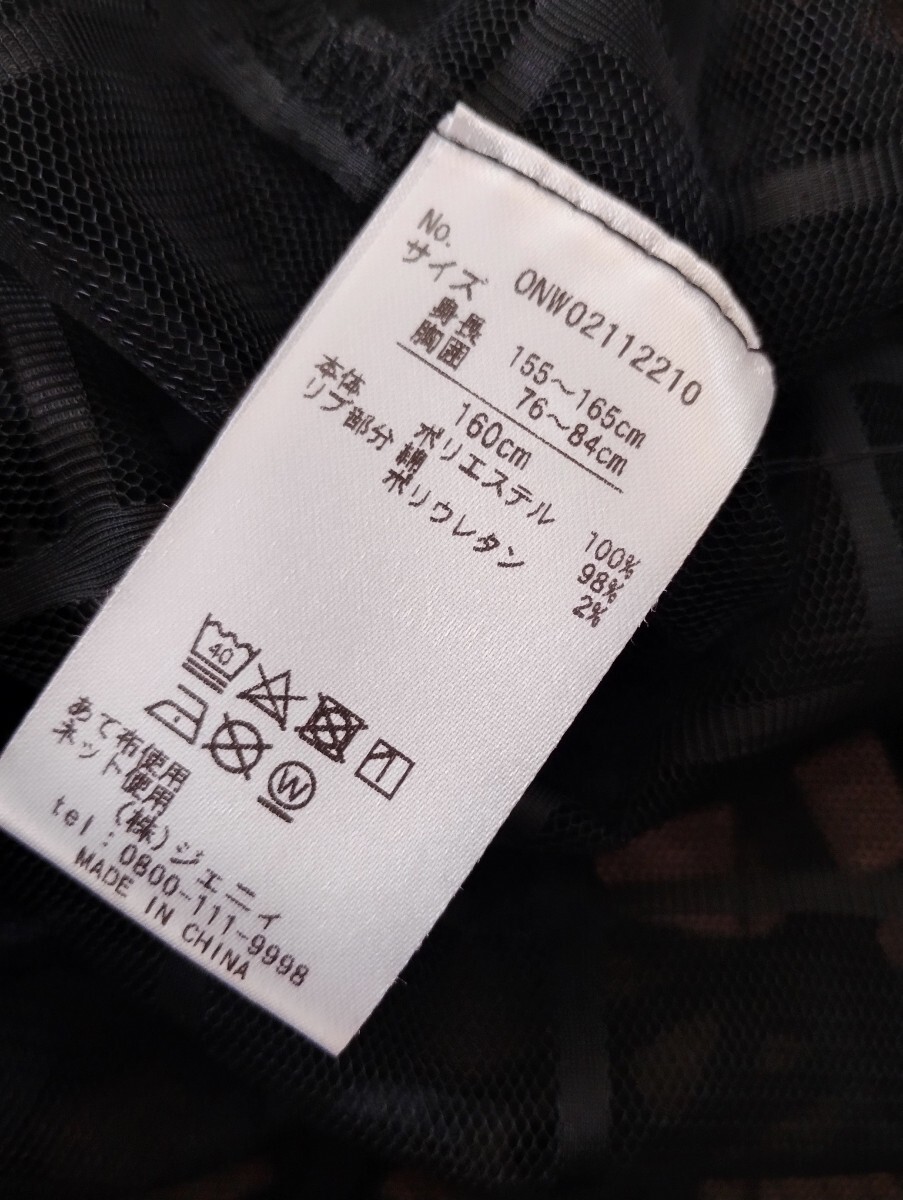 No. ONW02112210
サイズ
身長 155～165cm
胸囲 76～84cm
160cm
本体 ポリエステル 100%
リブ部分 綿 98%
ポリウレタン 2%
40
W
あて布使用
ネット使用
(株)ジェニィ
tel:0800-111-9998
MADE IN CHINA